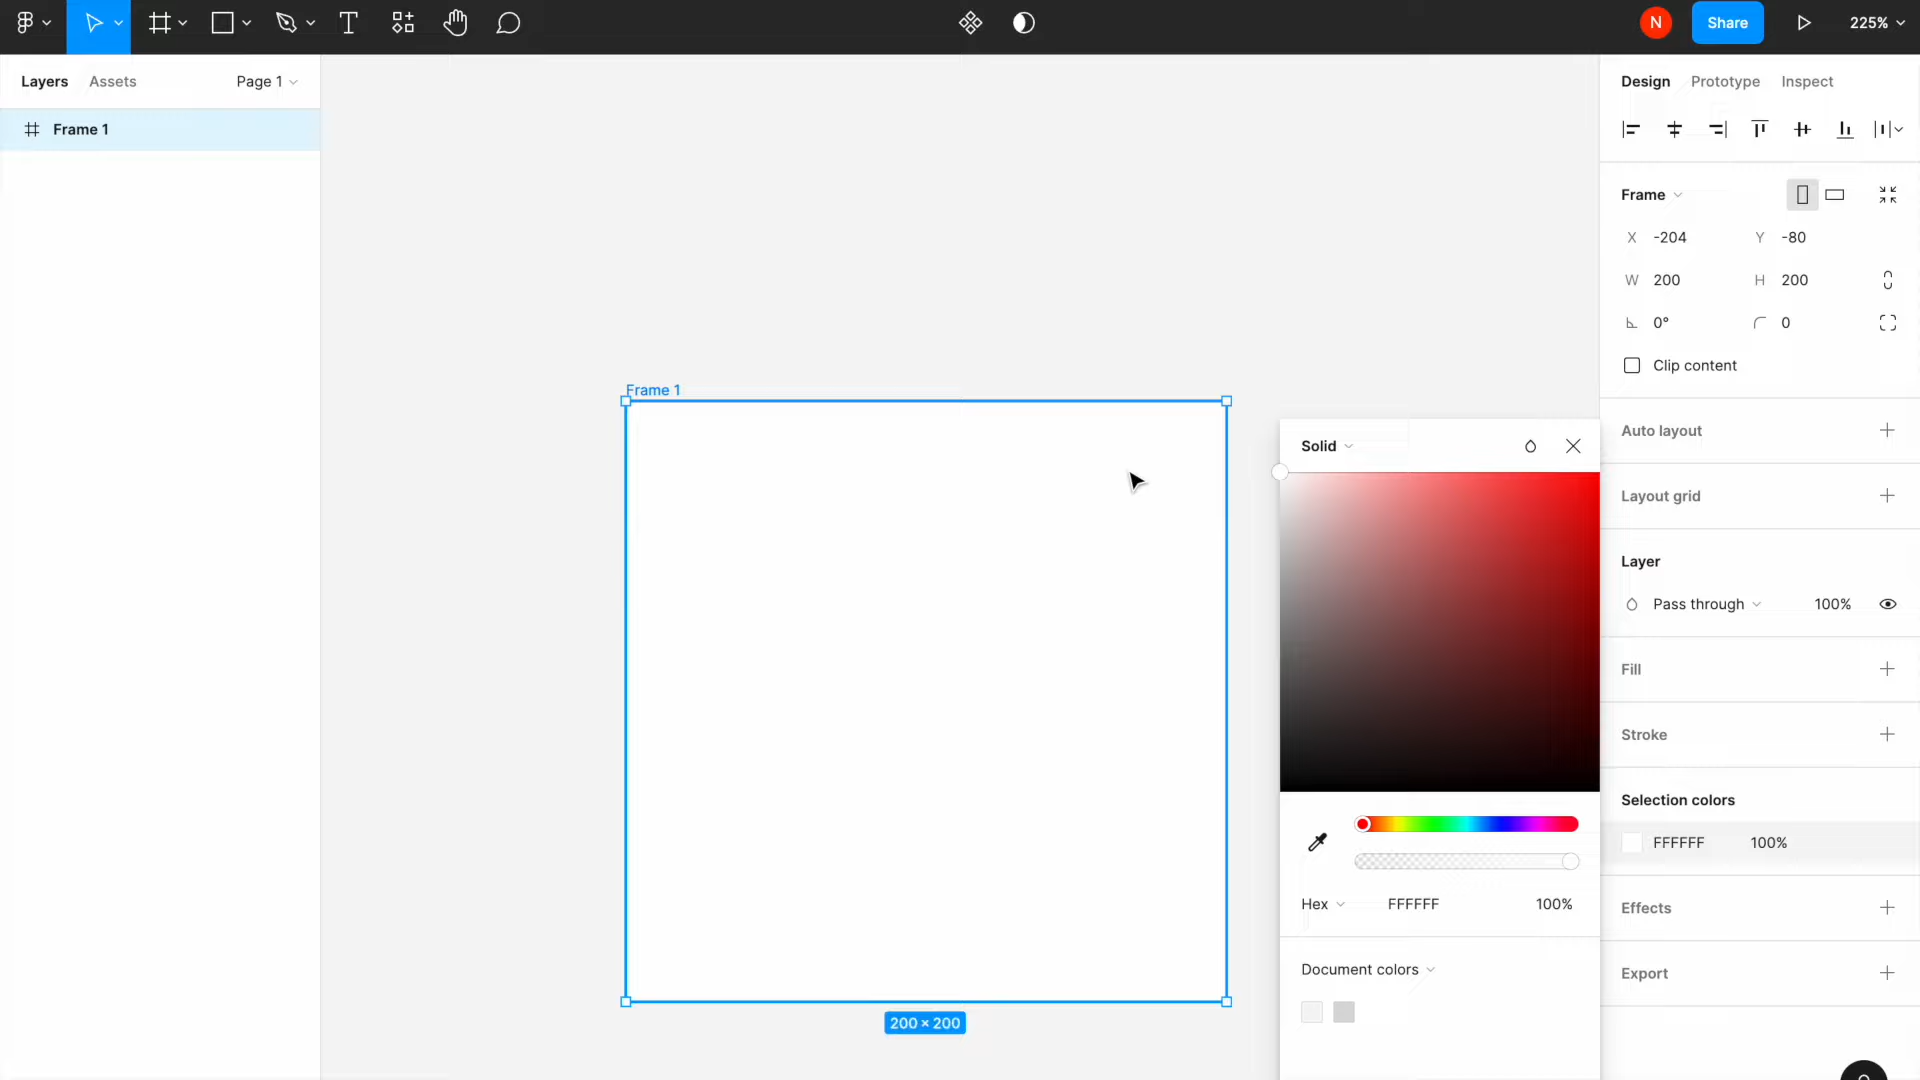 N
Share
225%
Layers
Assets
Page 1
Design
Prototype
Inspect
Frame 1
Frame
X -204
Y -80
W 200
H 200
0°
0
Clip content
Frame 1
Auto layout
Solid
Layout grid
Layer
Pass through
100%
Fill
Stroke
Selection colors
FFFFFF 100%
Hex
FFFFFF
100%
Effects
Document colors
Export
200 × 200